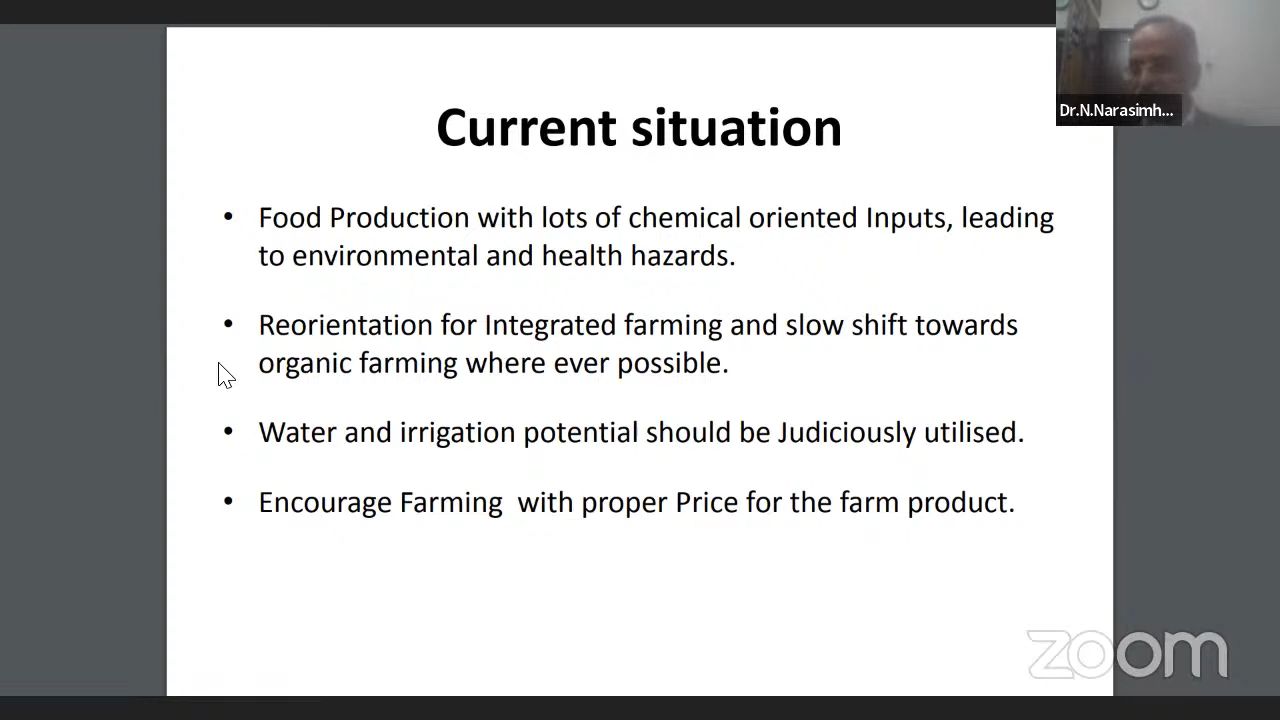 Dr.N.Narasimh...
Current situation
• Food Production with lots of chemical oriented Inputs, leading
to environmental and health hazards.
• Reorientation for Integrated farming and slow shift towards
organic farming where ever possible.
• Water and irrigation potential should be Judiciously utilised.
• Encourage Farming  with proper Price for the farm product.
zoom